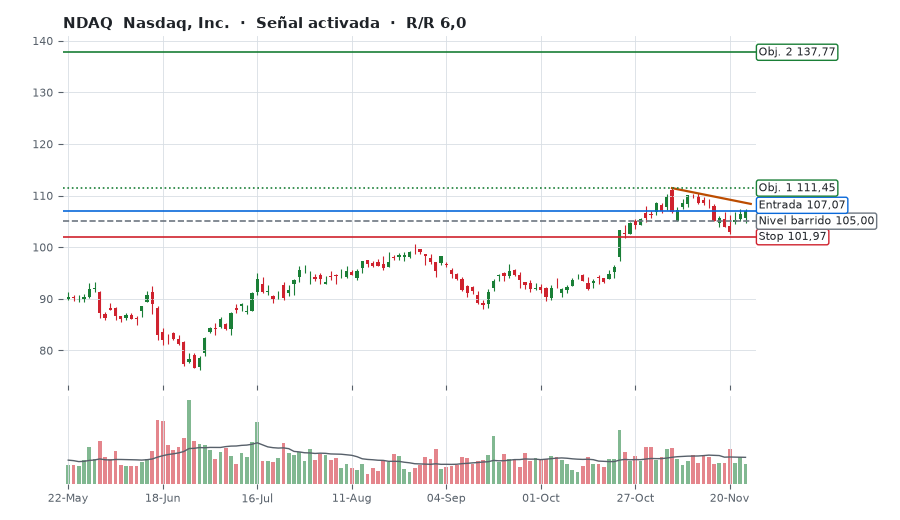 NDAQ Nasdaq, Inc. · Señal activada · R/R 6,0
140
130
120
110
100
90
80
Obj. 2 137,77
Obj. 1 111,45
Entrada 107,07
Nivel barrido 105,00
Stop 101,97
22-May
18-Jun
16-Jul
11-Aug
04-Sep
01-Oct
27-Oct
20-Nov